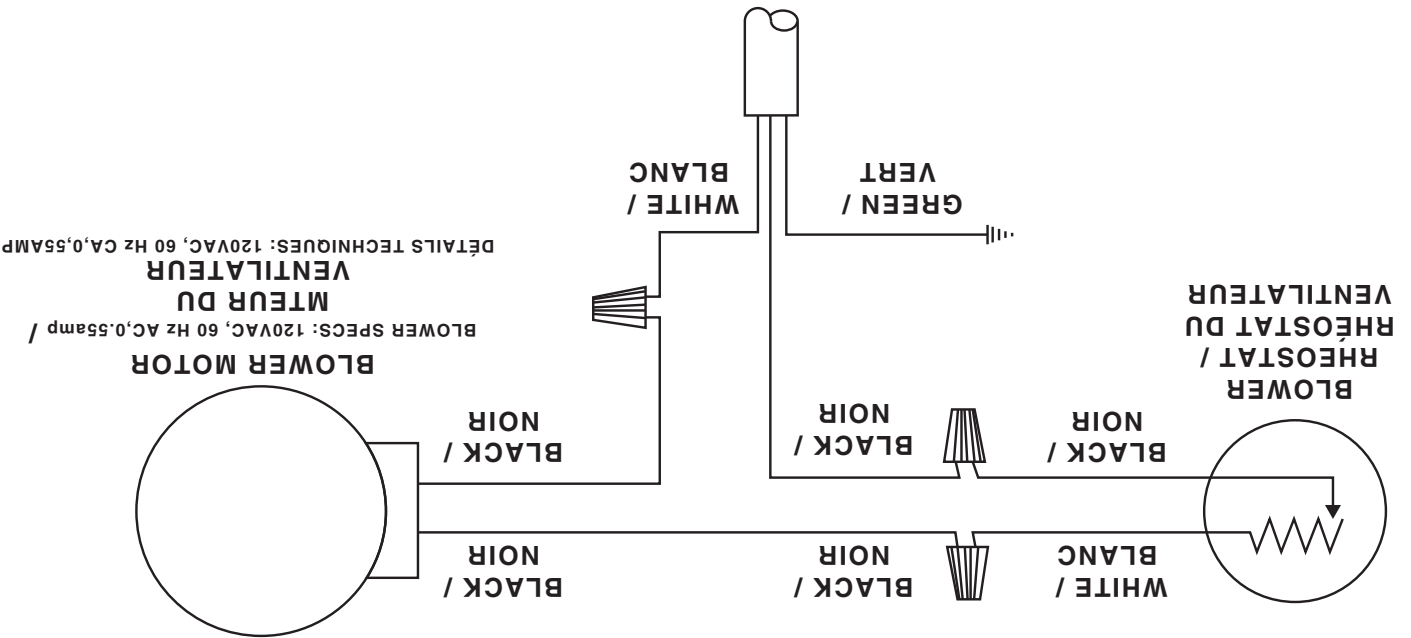 WHITE /
BLANC
BLACK /
NOIR
BLACK /
NOIR
BLACK /
NOIR
BLACK /
NOIR
BLACK /
NOIR
BLOWER
RHEOSTAT /
RHÉOSTAT DU
VENTILATEUR
BLOWER MOTOR
BLOWER SPECS: 120VAC, 60 Hz AC,0.55amp /
MTEUR DU
VENTILATEUR
DÉTAILS TECHNIQUES: 120VAC, 60 Hz CA,0,55AMP
GREEN /
VERT
WHITE /
BLANC